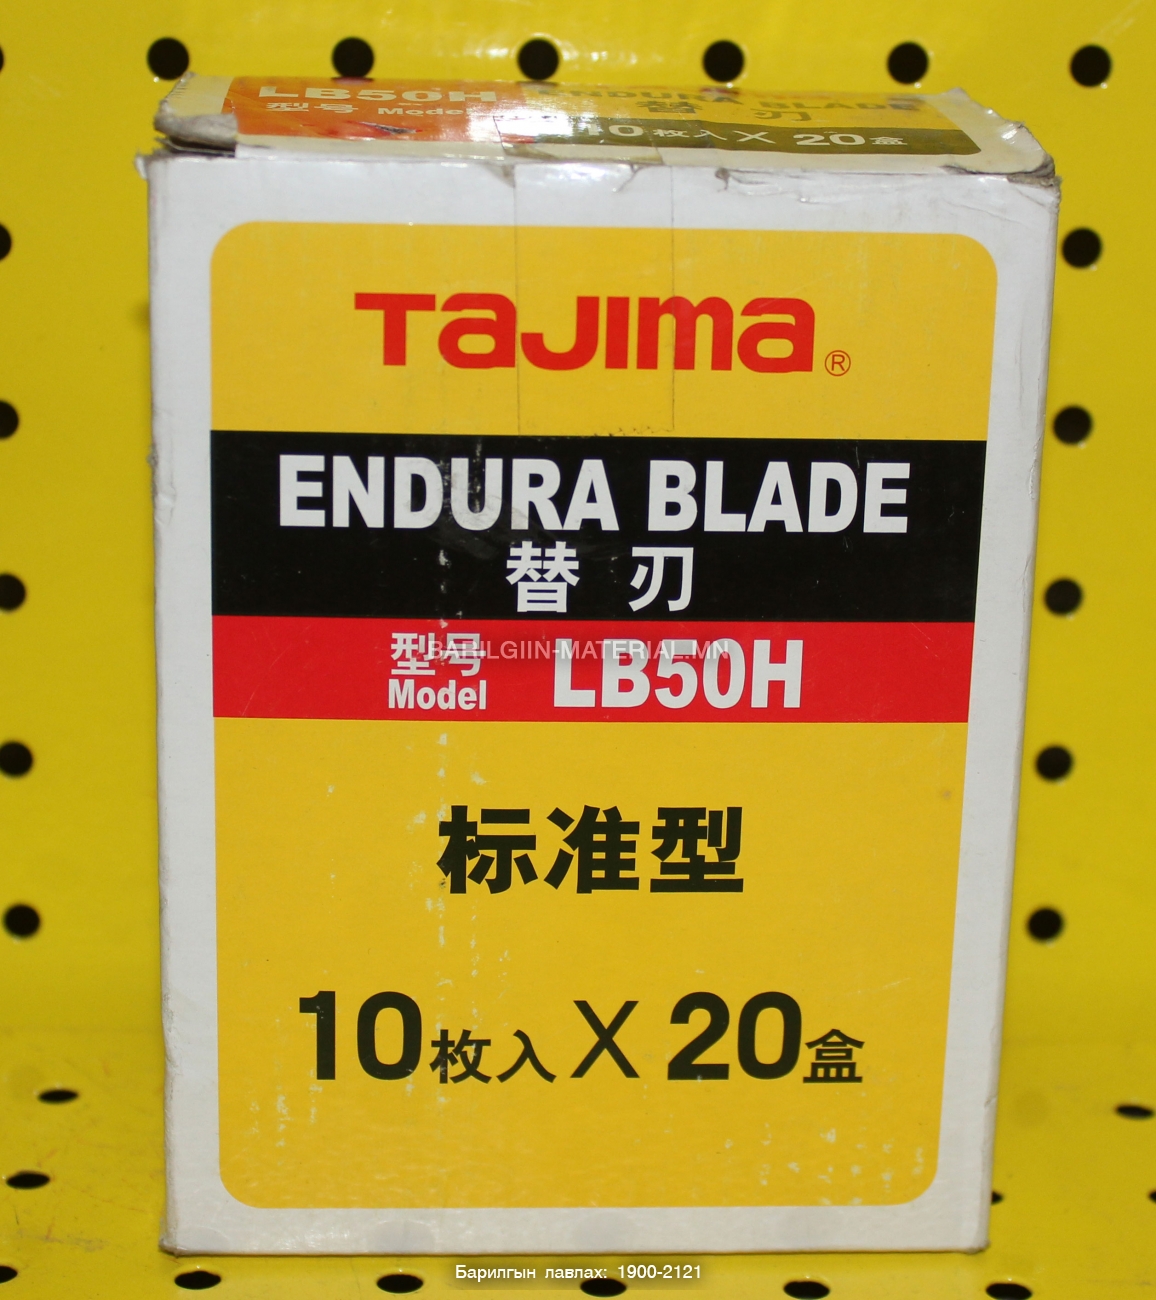 LB50H ENDURA BLADE
型号 Model 替 刃
10枚入 X 20盒
Tajima®
ENDURA BLADE
替 刃
型号
Model LB50H
BARILGIIN-MATERIAL.MN
标准型
10枚入 X 20盒
Барилгын лавлах: 1900-2121